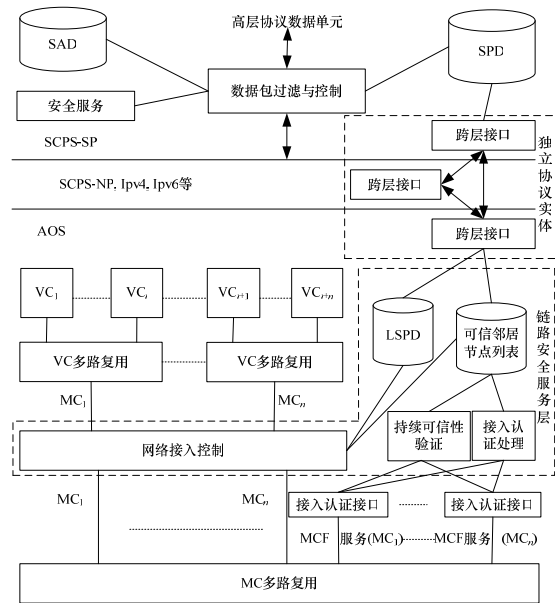 高层协议数据单元
SAD
SPD
数据包过滤与控制
安全服务
SCPS-SP
跨层接口
独立协议实体
SCPS-NP, Ipv4, Ipv6等
跨层接口
AOS
跨层接口
VC1
VCi
VCi+1
VCi+n
LSPD
可信邻居
节点列表
链路安全服务层
VC多路复用
VC多路复用
MC1
MCn
持续可信性
验证
接入认
证处理
网络接入控制
MC1
MCn
接入认证接口
接入认证接口
MCF
服务(MC1)
MCF服务
(MCn)
MC多路复用